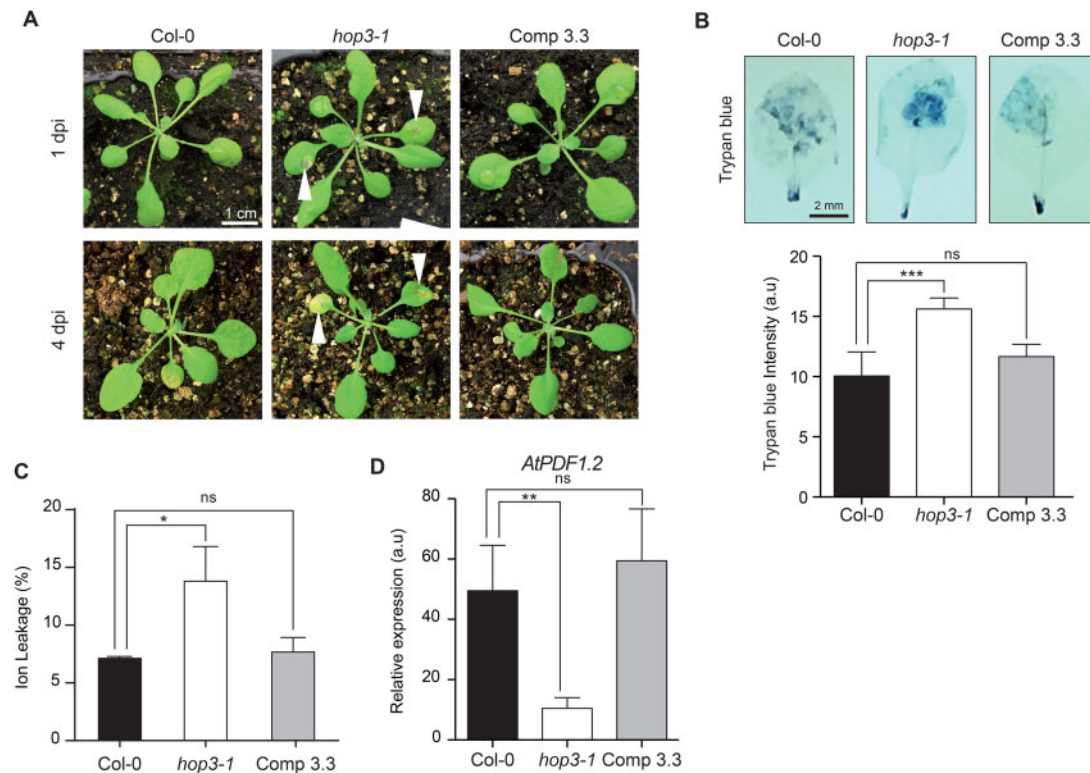 A
Col-0 hop3-1 Comp 3.3
1 dpi
1 cm
4 dpi
B
Col-0 hop3-1 Comp 3.3
Trypan blue
2 mm
Trypan blue Intensity (a.u)
20
15
10
5
0
ns
***
Col-0 hop3-1 Comp 3.3
C
Ion Leakage (%)
20
15
10
5
0
ns
*
Col-0 hop3-1 Comp 3.3
D
AtPDF1.2
Relative expression (a.u)
80
60
40
20
0
ns
**
Col-0 hop3-1 Comp 3.3